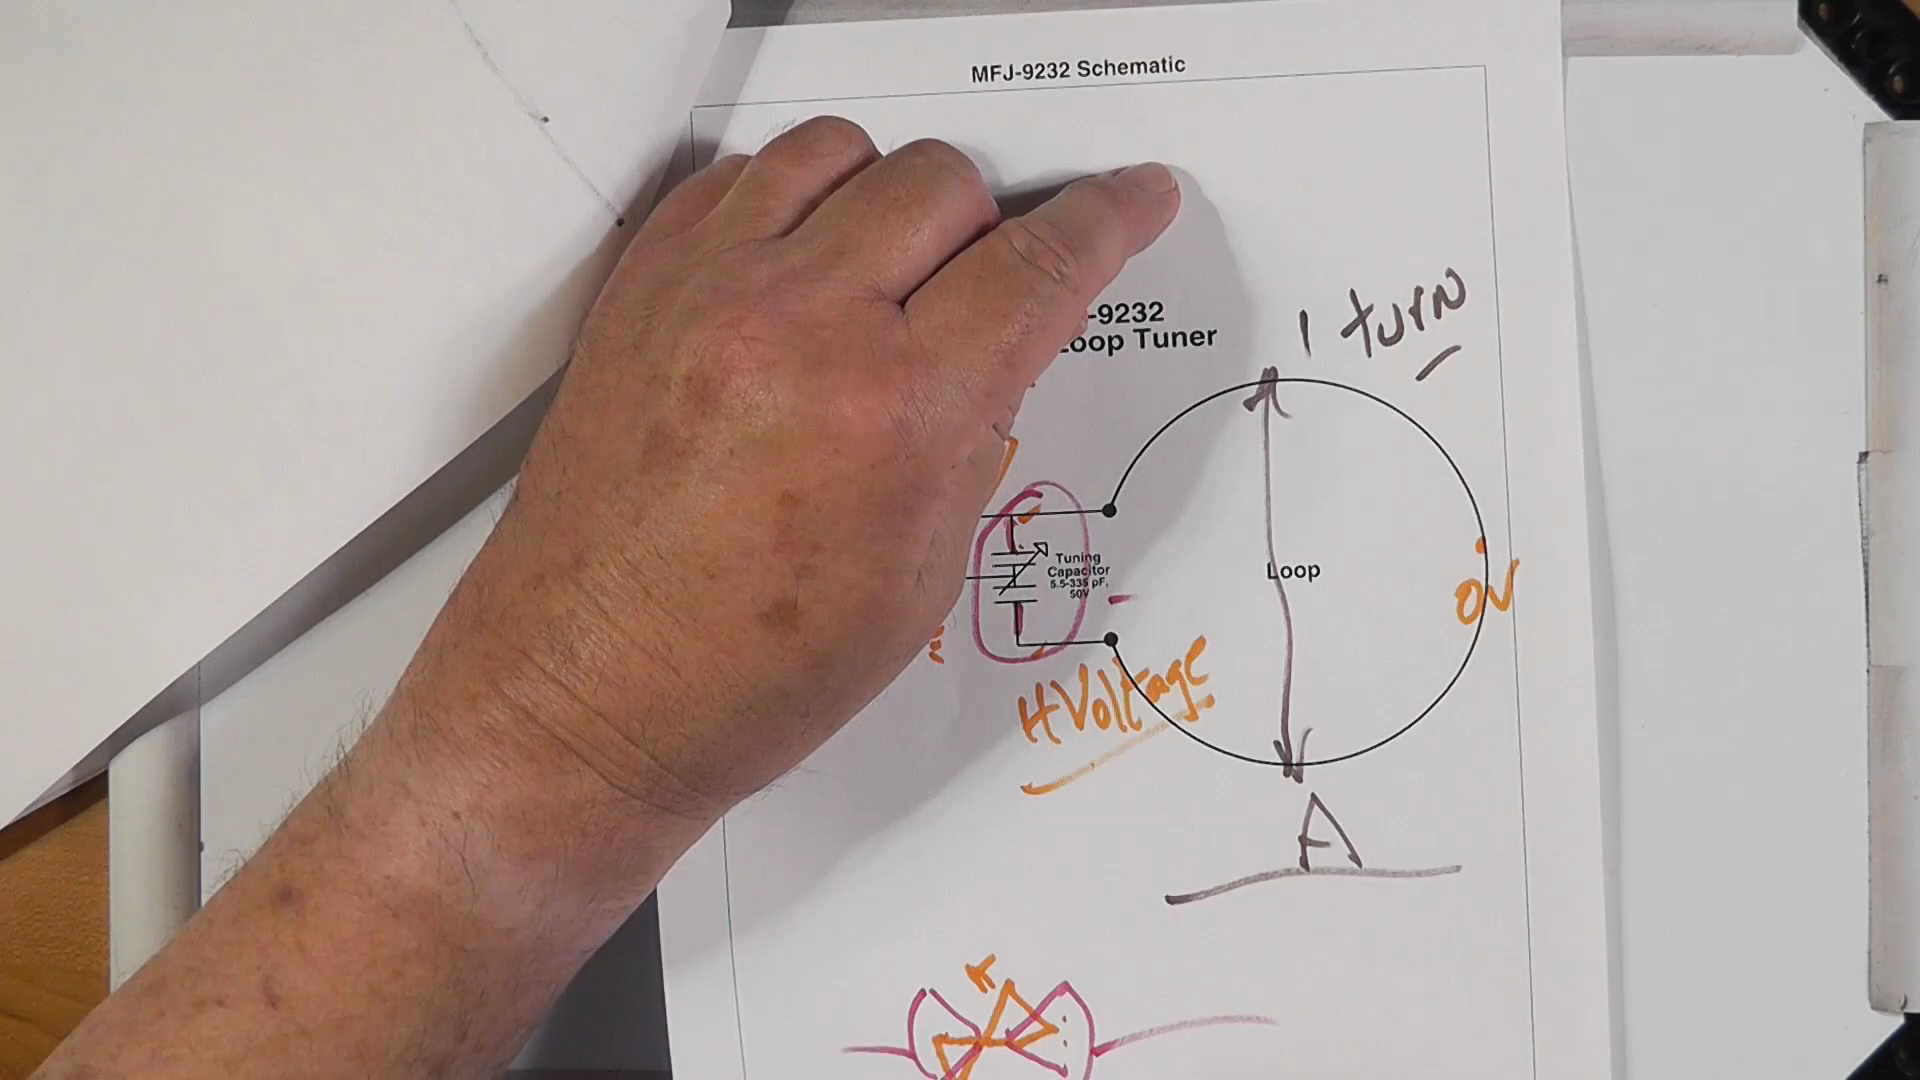 MFJ-9232 Schematic
1 turn
-9232
Loop Tuner
Tuning
Capacitor
5.5-335 pF,
50V
Loop
0V
H Voltage
A